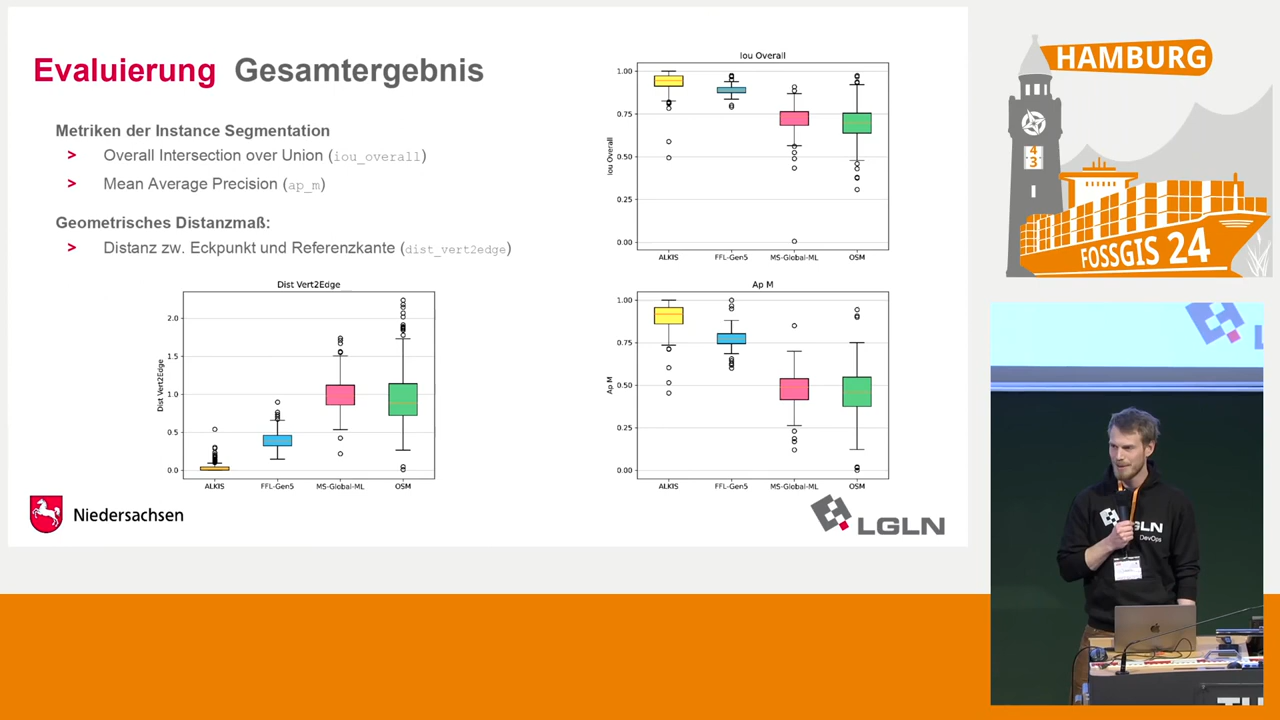 Evaluierung Gesamtergebnis
Metriken der Instance Segmentation
> Overall Intersection over Union (iou_overall)
> Mean Average Precision (ap_m)
Geometrisches Distanzmaß:
> Distanz zw. Eckpunkt und Referenzkante (dist_vert2edge)
Iou Overall
Iou Overall
1.00
0.75
0.50
0.25
0.00
ALKIS FFL-Gen5 MS-Global-ML OSM
Dist Vert2Edge
Dist Vert2Edge
2.0
1.5
1.0
0.5
0.0
ALKIS FFL-Gen5 MS-Global-ML OSM
Ap M
Ap M
1.00
0.75
0.50
0.25
0.00
ALKIS FFL-Gen5 MS-Global-ML OSM
Niedersachsen
LGLN
HAMBURG
4
3
FOSSGIS 24
LGLN
DevOps